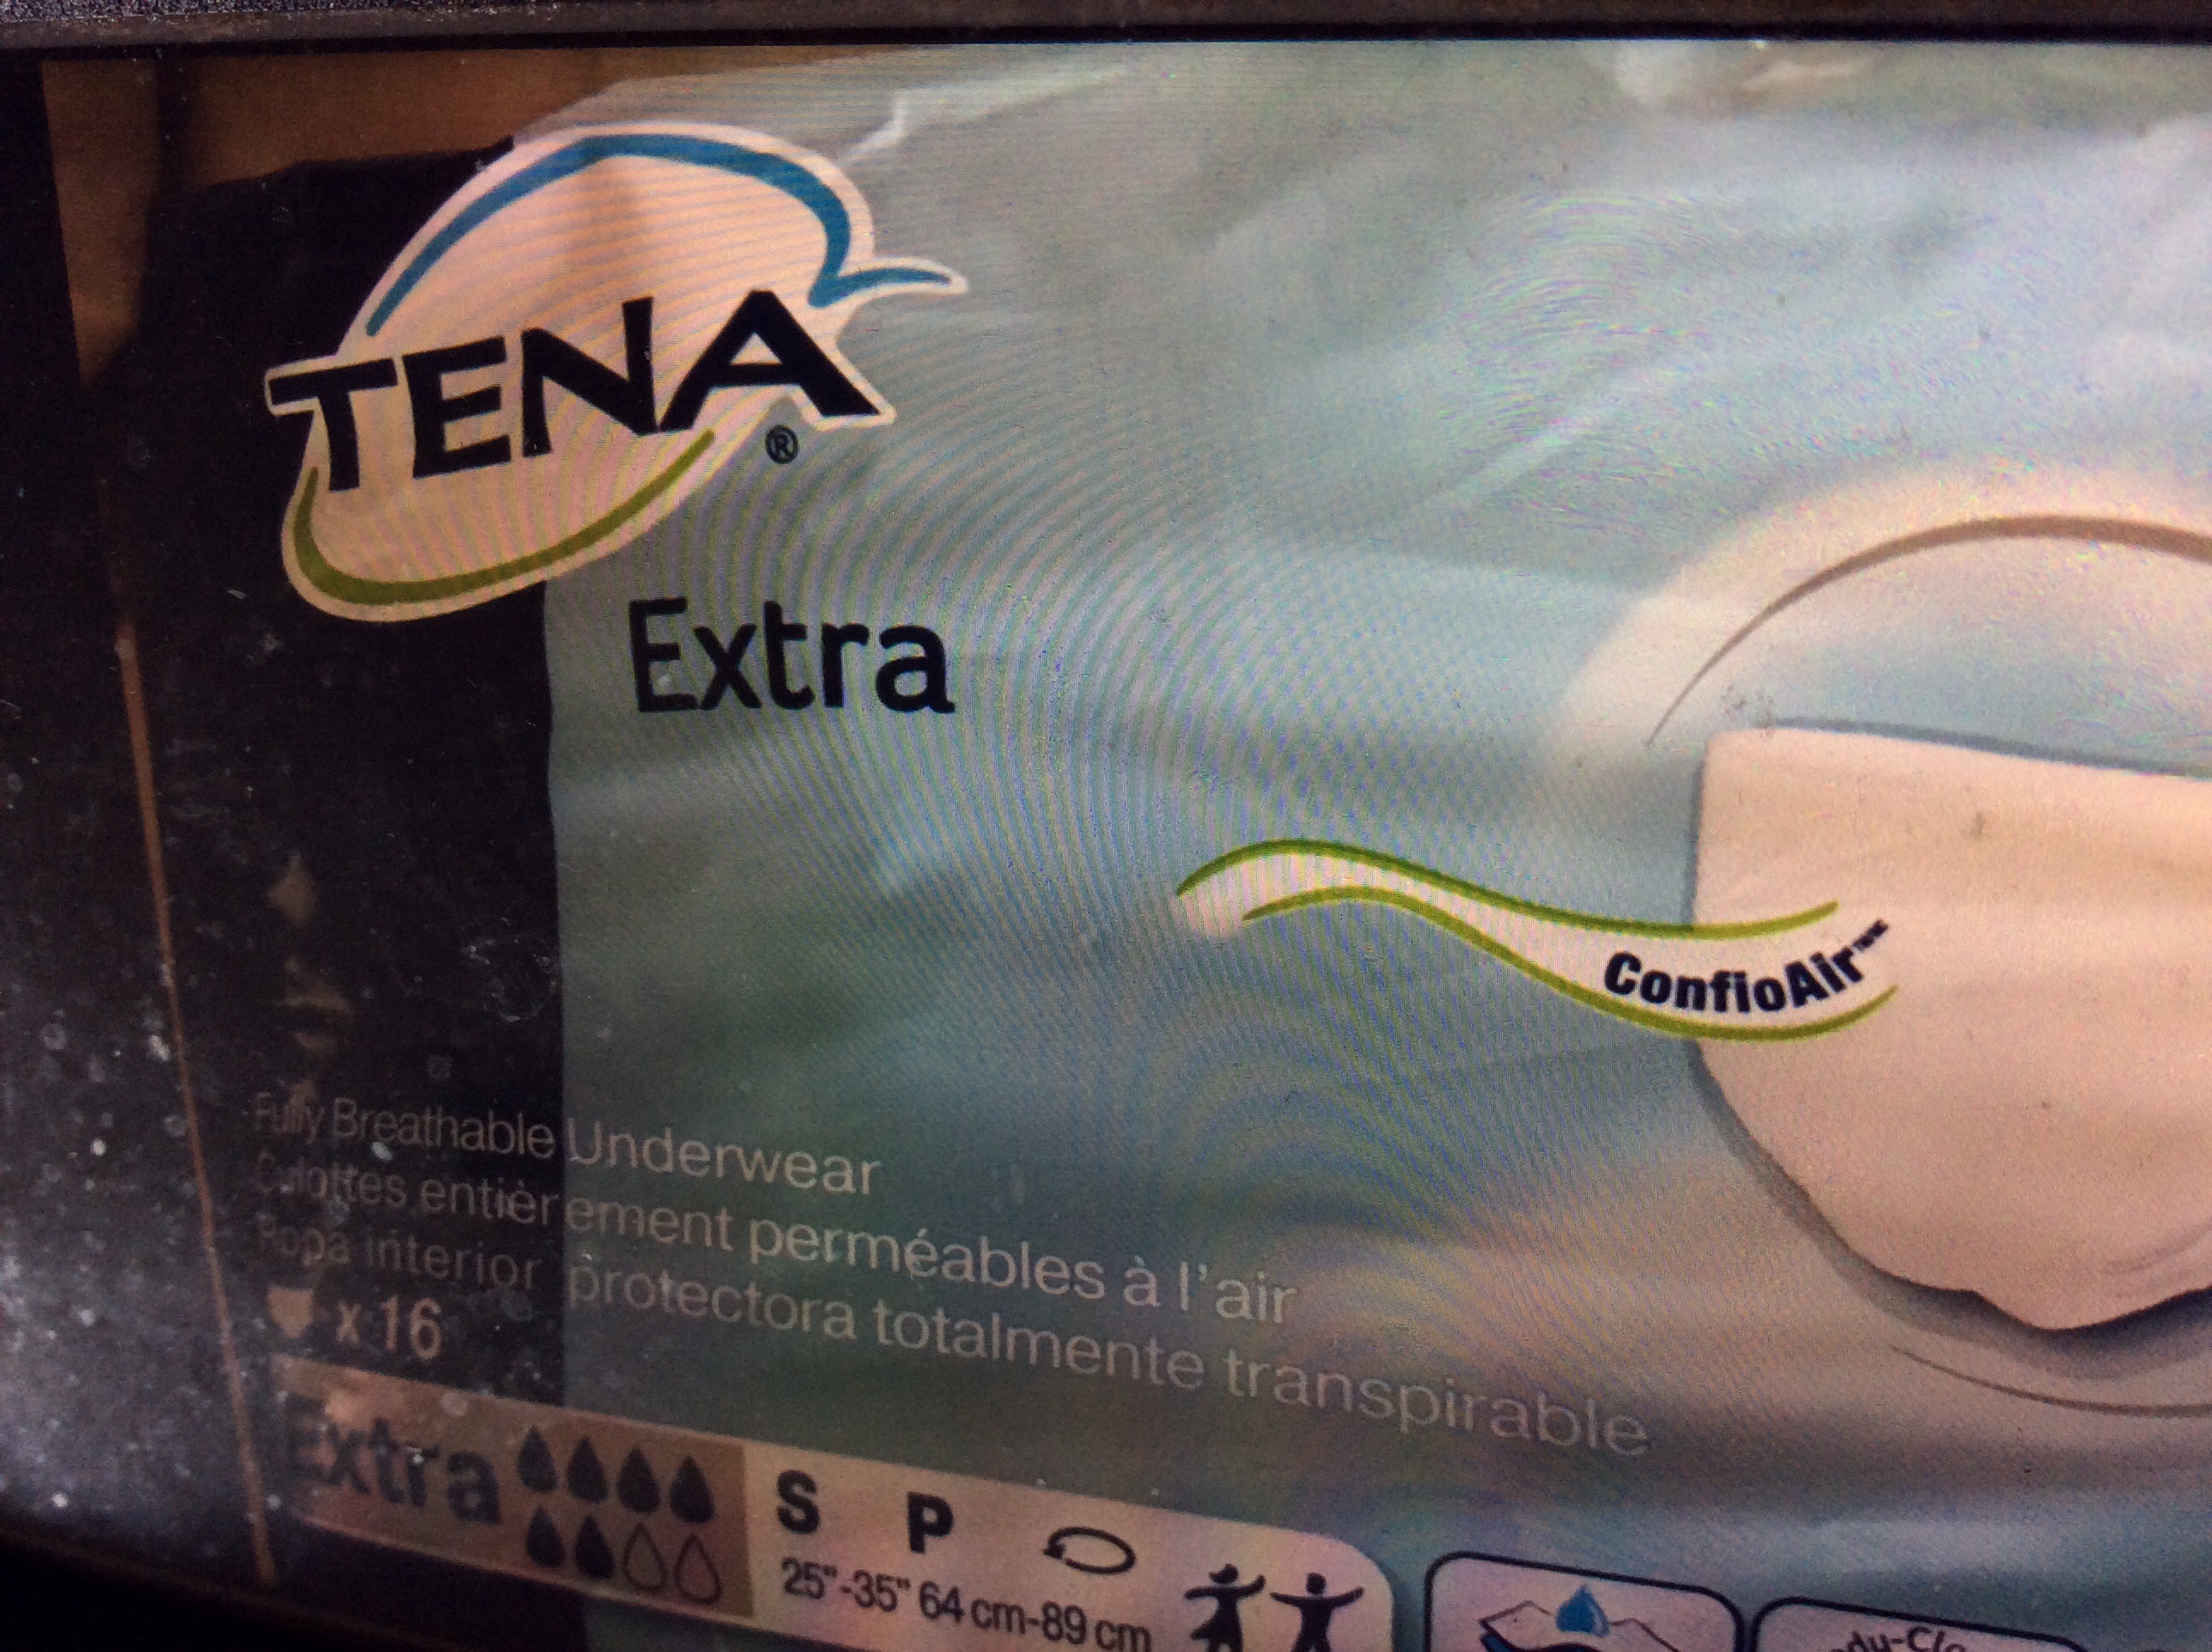 TENA®
Extra
ConfioAir™
Fully Breathable Underwear
Culottes entièrement perméables à l'air
Ropa interior protectora totalmente transpirable
x 16
Extra
S P
25"-35" 64 cm-89 cm